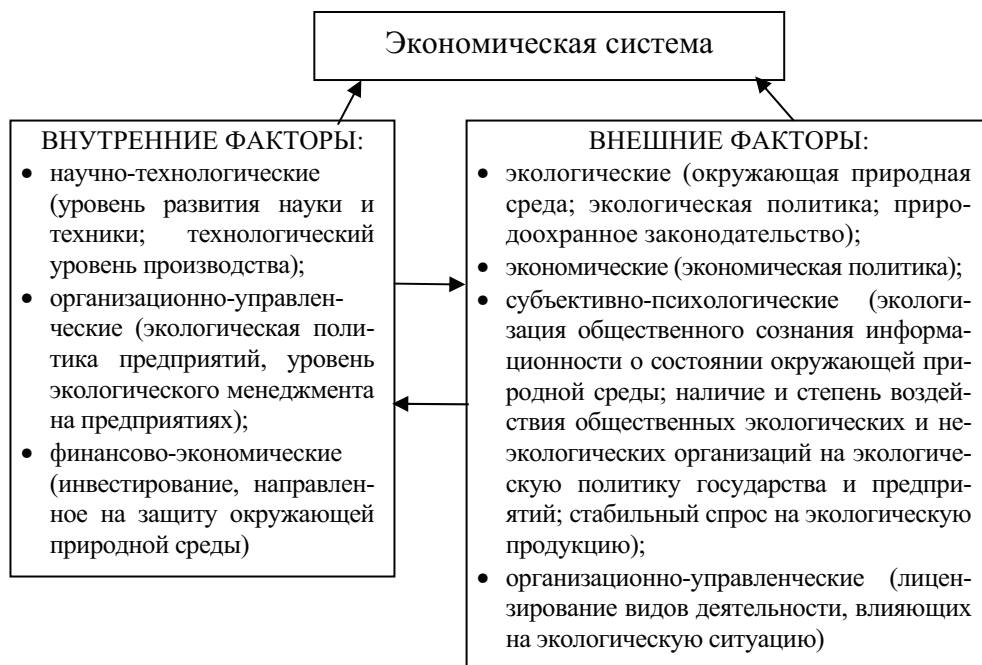 Экономическая система
ВНУТРЕННИЕ ФАКТОРЫ:
• научно-технологические
(уровень развития науки и
техники; технологический
уровень производства);
• организационно-управлен-
ческие (экологическая поли-
тика предприятий, уровень
экологического менеджмента
на предприятиях);
• финансово-экономические
(инвестирование, направлен-
ное на защиту окружающей
природной среды)
ВНЕШНИЕ ФАКТОРЫ:
• экологические (окружающая природная
среда; экологическая политика; приро-
доохранное законодательство);
• экономические (экономическая политика);
• субъективно-психологические (экологи-
зация общественного сознания информа-
ционности о состоянии окружающей при-
родной среды; наличие и степень воздей-
ствия общественных экологических и не-
экологических организаций на экологиче-
скую политику государства и предпри-
ятий; стабильный спрос на экологическую
продукцию);
• организационно-управленческие (лицен-
зирование видов деятельности, влияющих
на экологическую ситуацию)